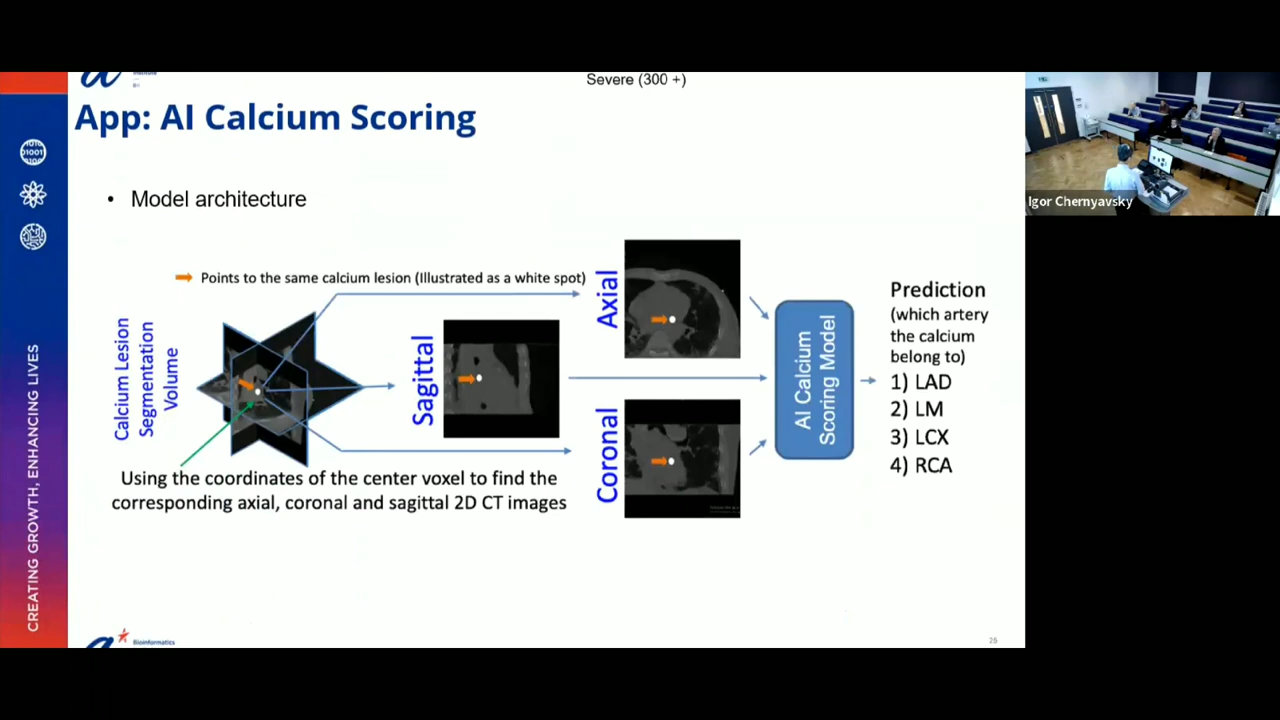 Institute
Severe (300 +)
App: AI Calcium Scoring
• Model architecture
Points to the same calcium lesion (Illustrated as a white spot)
Calcium Lesion
Segmentation
Volume
Sagittal
Axial
Coronal
AI Calcium
Scoring Model
Prediction
(which artery
the calcium
belong to)
1) LAD
2) LM
3) LCX
4) RCA
Using the coordinates of the center voxel to find the
corresponding axial, coronal and sagittal 2D CT images
CREATING GROWTH, ENHANCING LIVES
Bioinformatics
26
Igor Chernyavsky